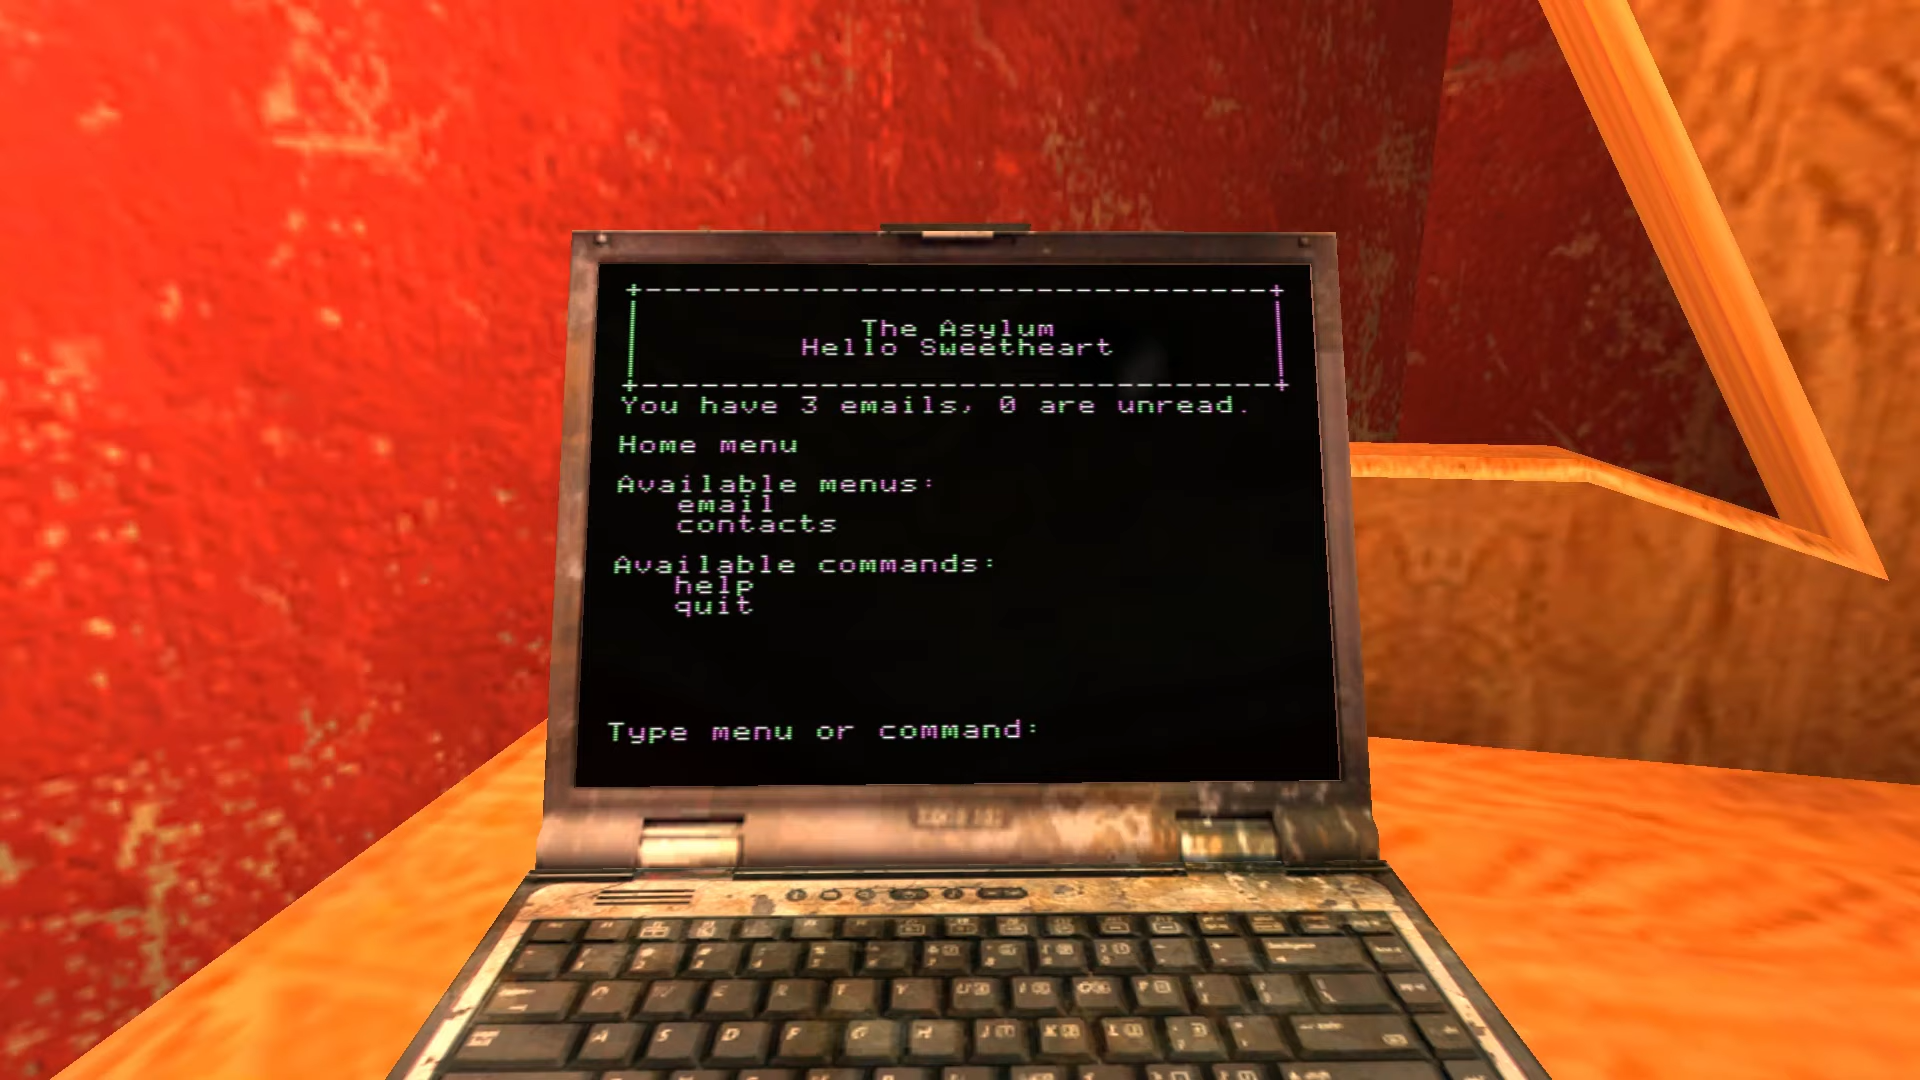 The Asylum
Hello Sweetheart
You have 3 emails, 0 are unread.
Home menu
Available menus:
email
contacts
Available commands:
help
quit
Type menu or command:
Q W E R T Y
A S D F G H